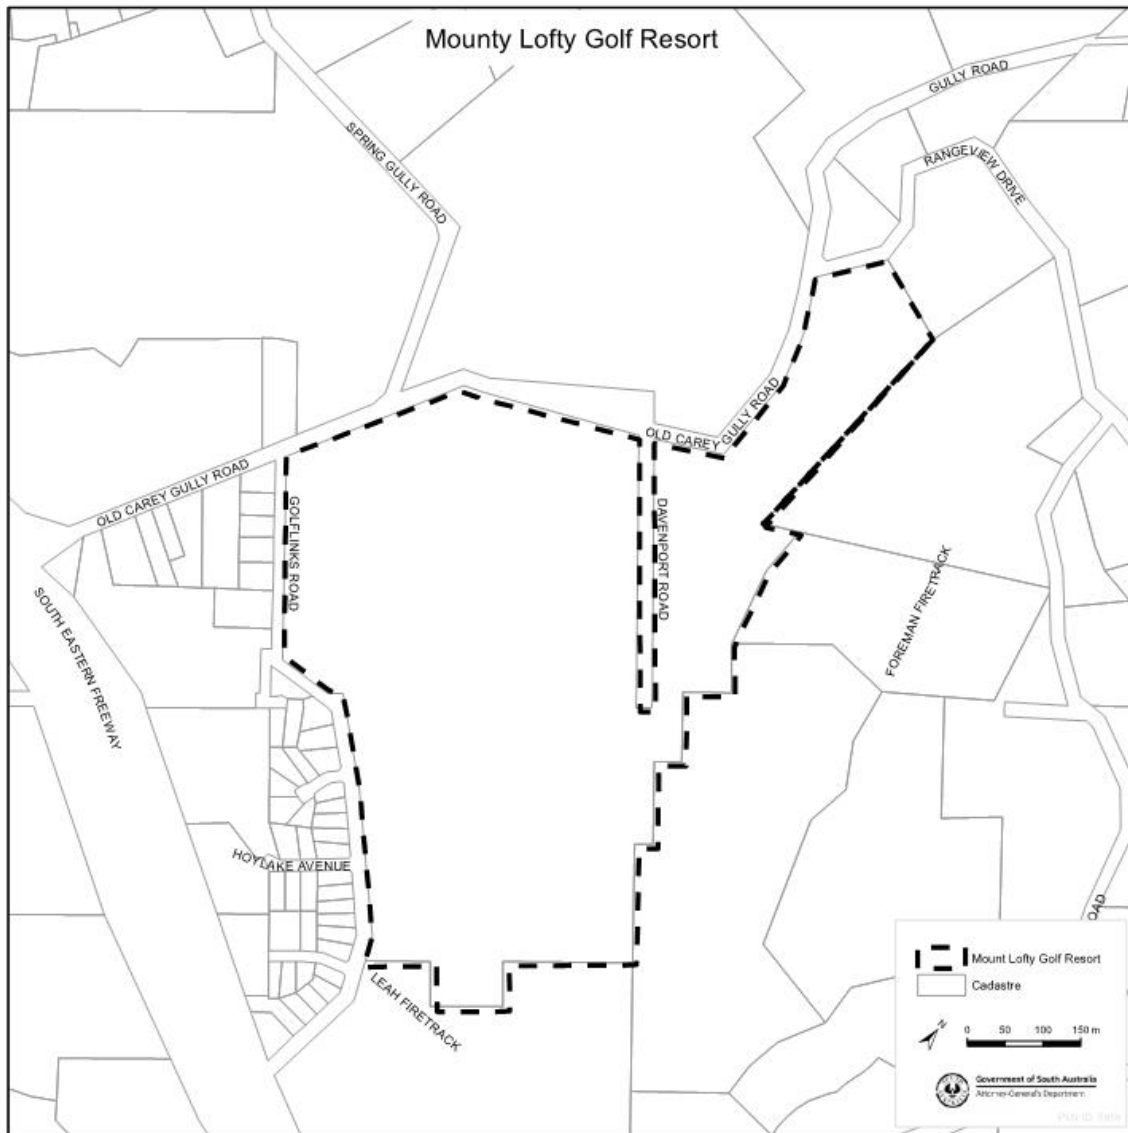 Mounty Lofty Golf Resort
GULLY ROAD
SPRING GULLY ROAD
RANGEVIEW DRIVE
OLD CAREY GULLY ROAD
OLD CAREY GULLY ROAD
GOLFLINKS ROAD
DAVENPORT ROAD
FOREMAN FIRETRACK
SOUTH EASTERN FREEWAY
HOYLAKE AVENUE
OAD
LEAH FIRETRACK
Mount Lofty Golf Resort
Cadastre
N
0 50 100 150 m
Government of South Australia
Attorney-General's Department